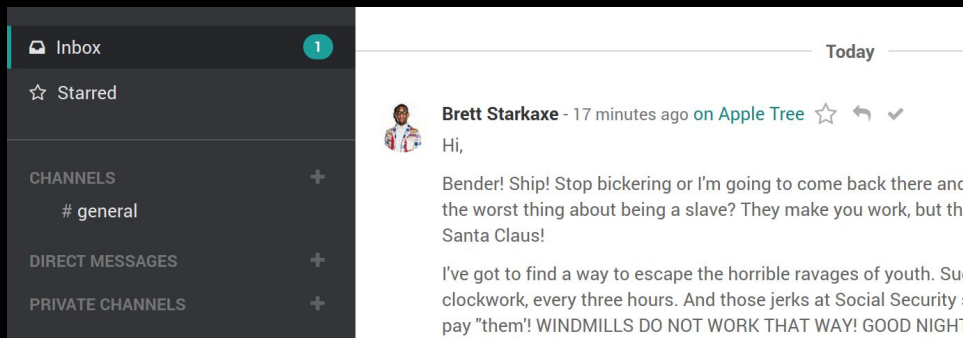 Inbox
1
Starred
CHANNELS
# general
DIRECT MESSAGES
PRIVATE CHANNELS
Today
Brett Starkaxe - 17 minutes ago on Apple Tree
Hi,
Bender! Ship! Stop bickering or I'm going to come back there and
the worst thing about being a slave? They make you work, but
Santa Claus!
I've got to find a way to escape the horrible ravages of youth.
clockwork, every three hours. And those jerks at Social Security
pay "them'! WINDMILLS DO NOT WORK THAT WAY! GOOD NIGHT